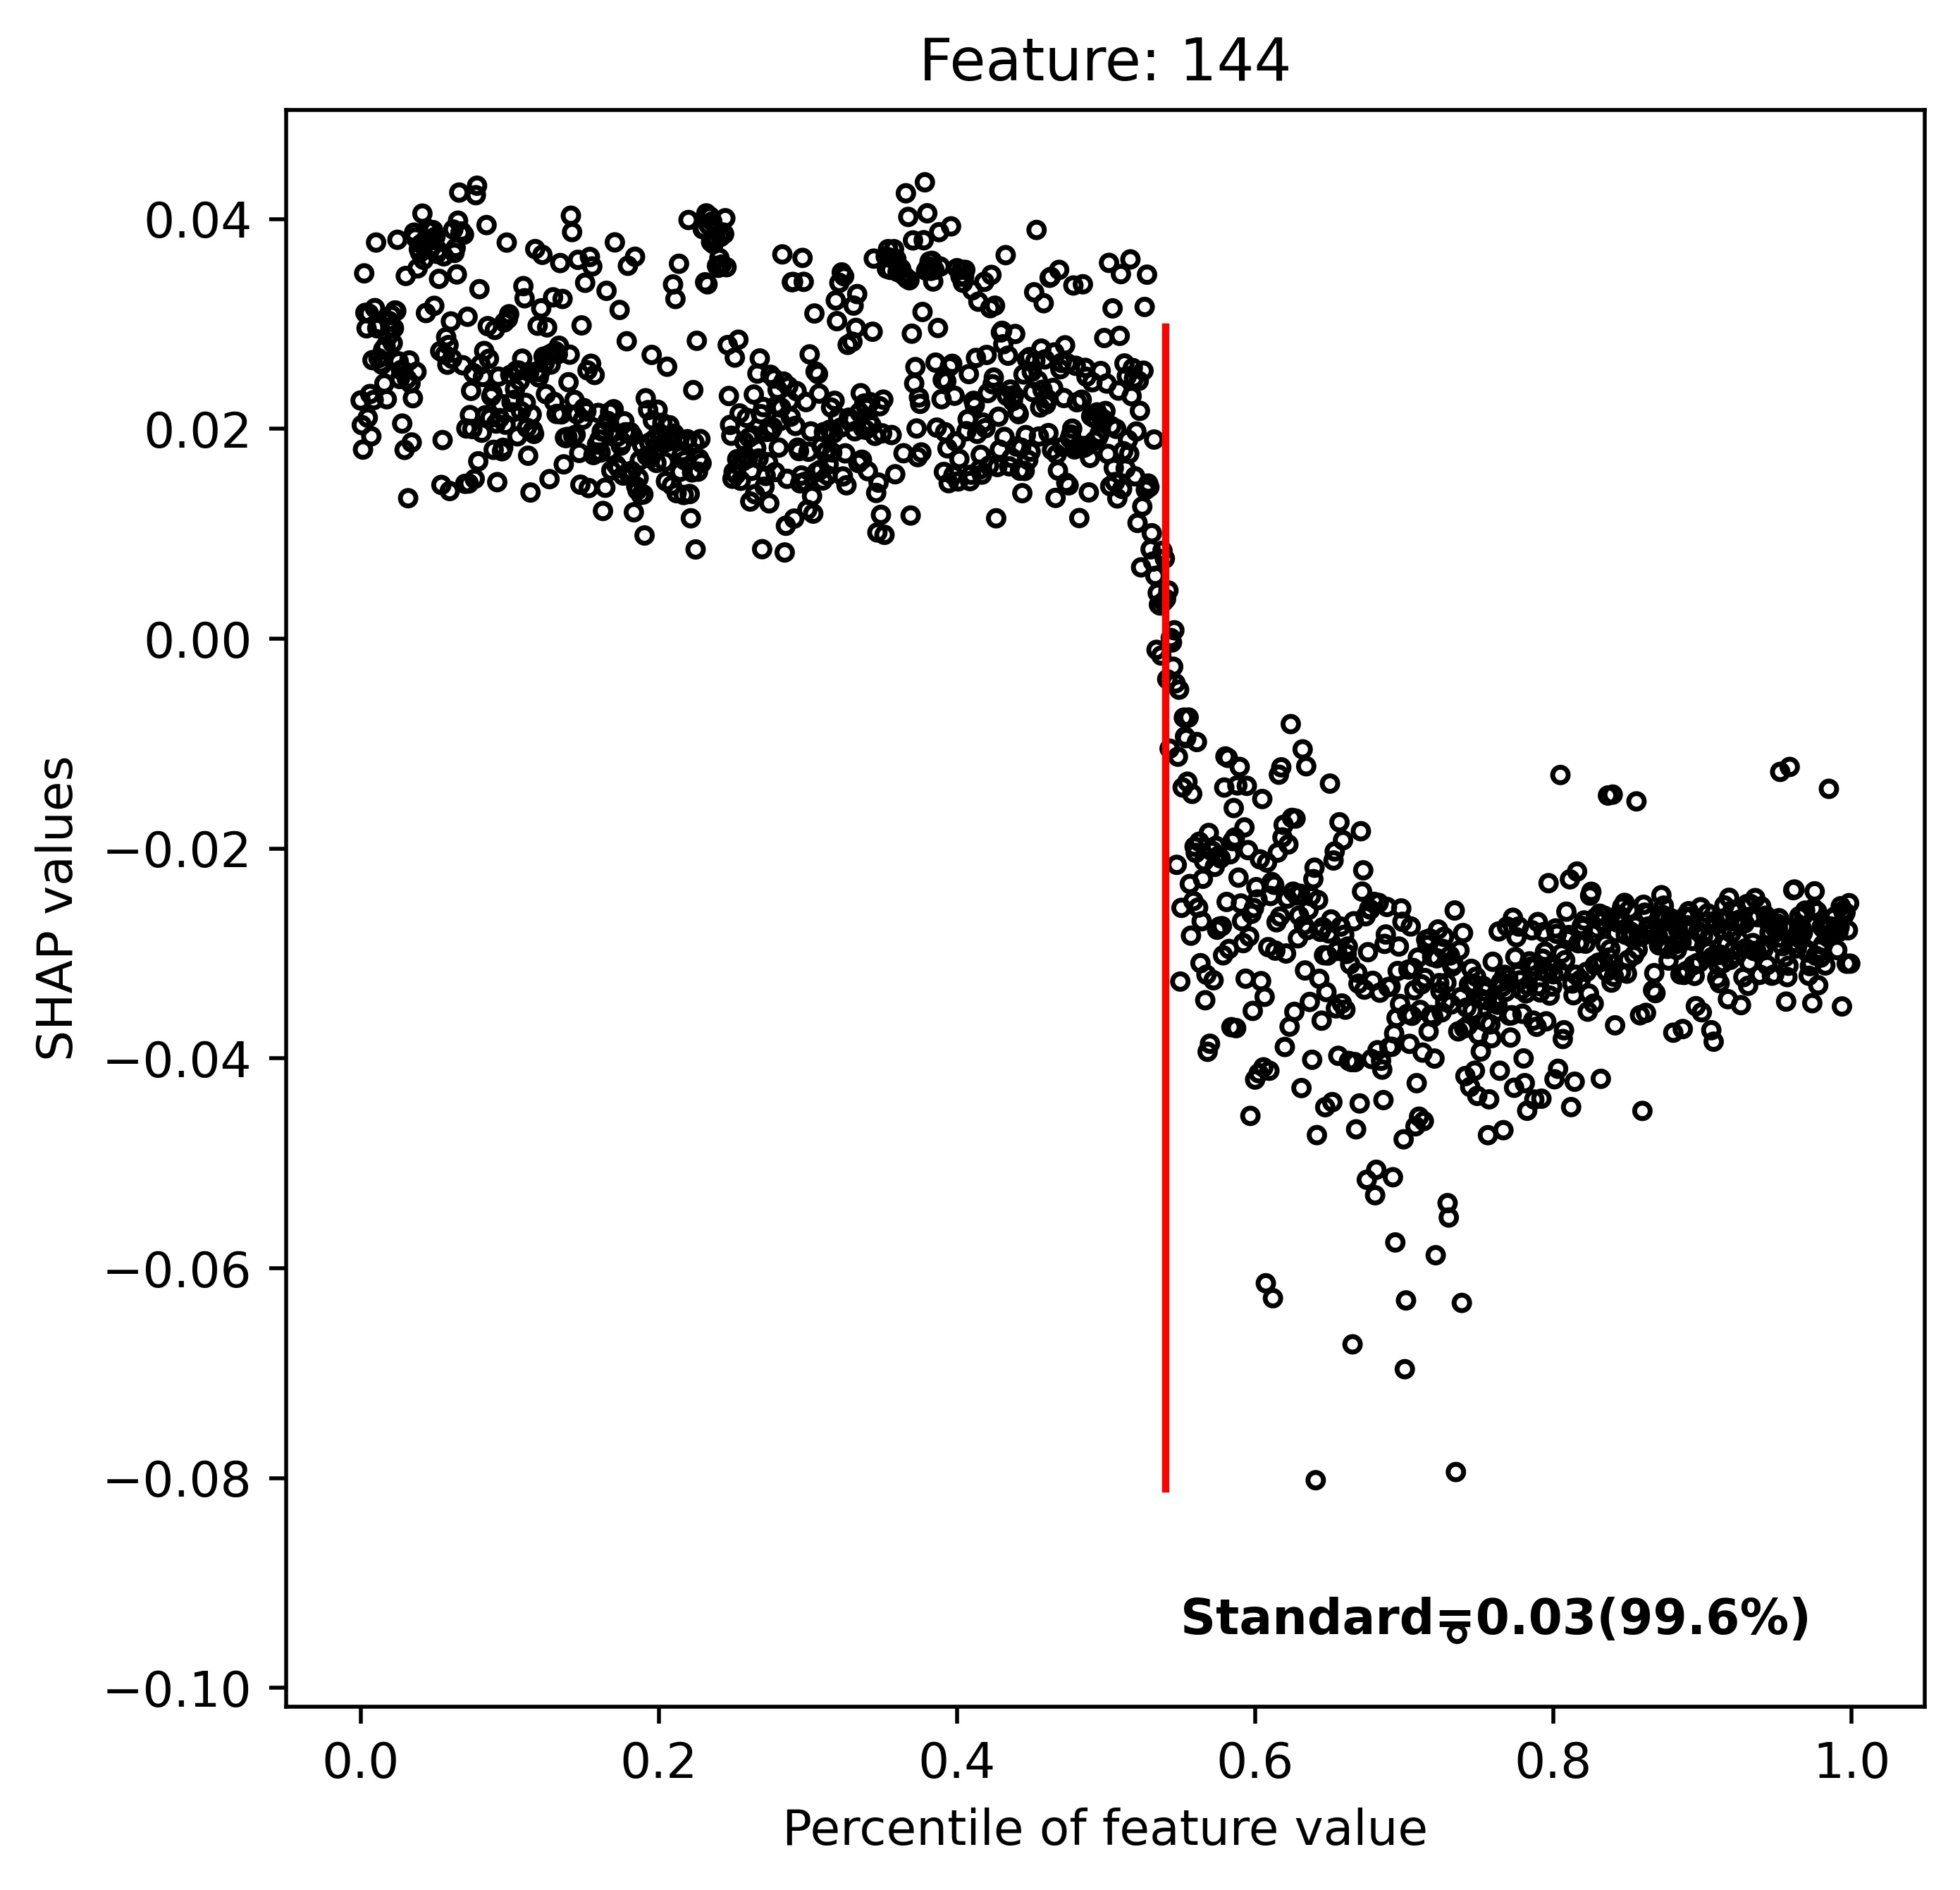 Feature: 144
SHAP values
0.04
0.02
0.00
−0.02
−0.04
−0.06
−0.08
−0.10
Standard=0.03(99.6%)
0.0 0.2 0.4 0.6 0.8 1.0
Percentile of feature value